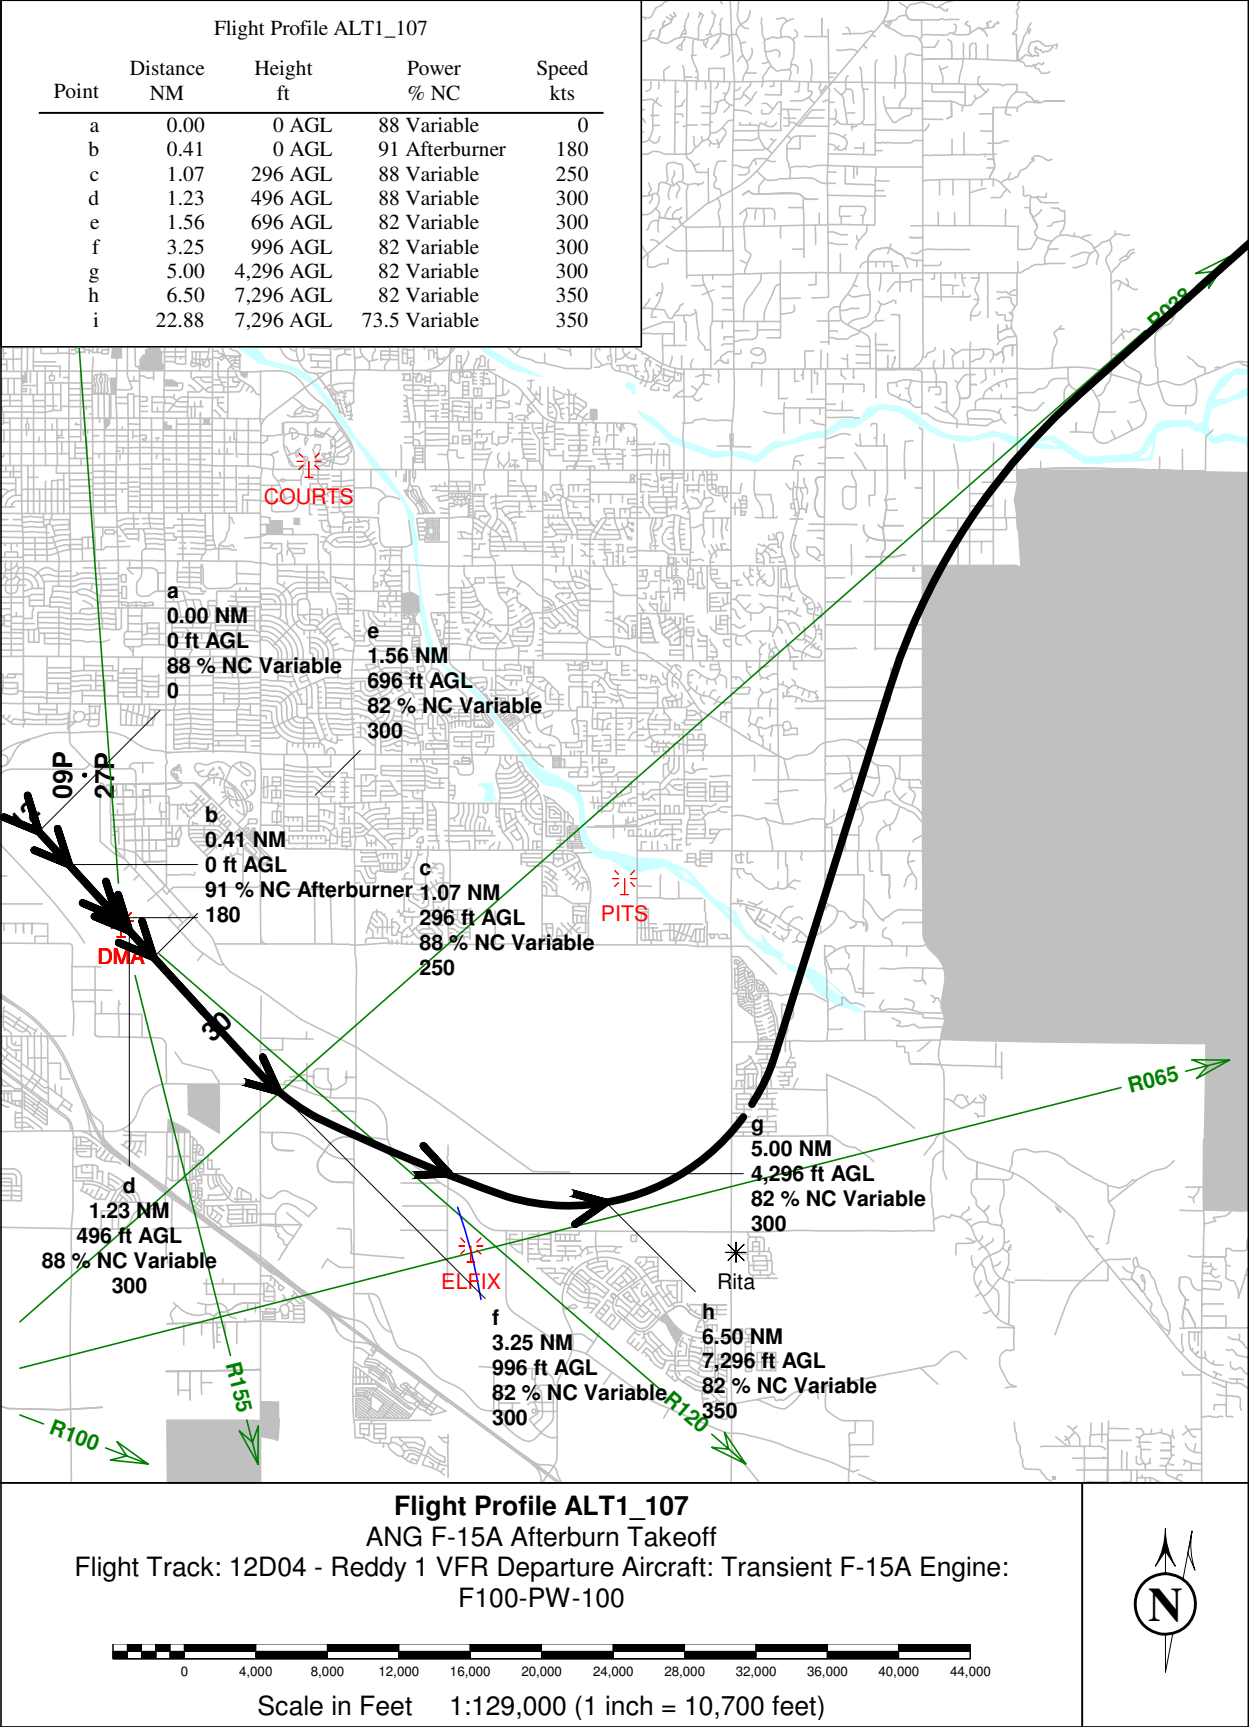 Flight Profile ALT1_107
Distance Height Power Speed
Point NM ft % NC kts
a 0.00 0 AGL 88 Variable 0
b 0.41 0 AGL 91 Afterburner 180
c 1.07 296 AGL 88 Variable 250
d 1.23 496 AGL 88 Variable 300
e 1.56 696 AGL 82 Variable 300
f 3.25 996 AGL 82 Variable 300
g 5.00 4,296 AGL 82 Variable 300
h 6.50 7,296 AGL 82 Variable 350
i 22.88 7,296 AGL 73.5 Variable 350
COURTS
a
0.00 NM
0 ft AGL
88 % NC Variable
0
e
1.56 NM
696 ft AGL
82 % NC Variable
300
09P
27P
b
0.41 NM
0 ft AGL
91 % NC Afterburner
180
c
1.07 NM
296 ft AGL
88 % NC Variable
250
PITS
DMA
30
R065
g
5.00 NM
4,296 ft AGL
82 % NC Variable
300
d
1.23 NM
496 ft AGL
88 % NC Variable
300
ELFIX
Rita
f
3.25 NM
996 ft AGL
82 % NC Variable
300
h
6.50 NM
7,296 ft AGL
82 % NC Variable
350
R155
R100
R120
Flight Profile ALT1_107
ANG F-15A Afterburn Takeoff
Flight Track: 12D04 - Reddy 1 VFR Departure Aircraft: Transient F-15A Engine:
F100-PW-100
0 4,000 8,000 12,000 16,000 20,000 24,000 28,000 32,000 36,000 40,000 44,000
Scale in Feet 1:129,000 (1 inch = 10,700 feet)
N